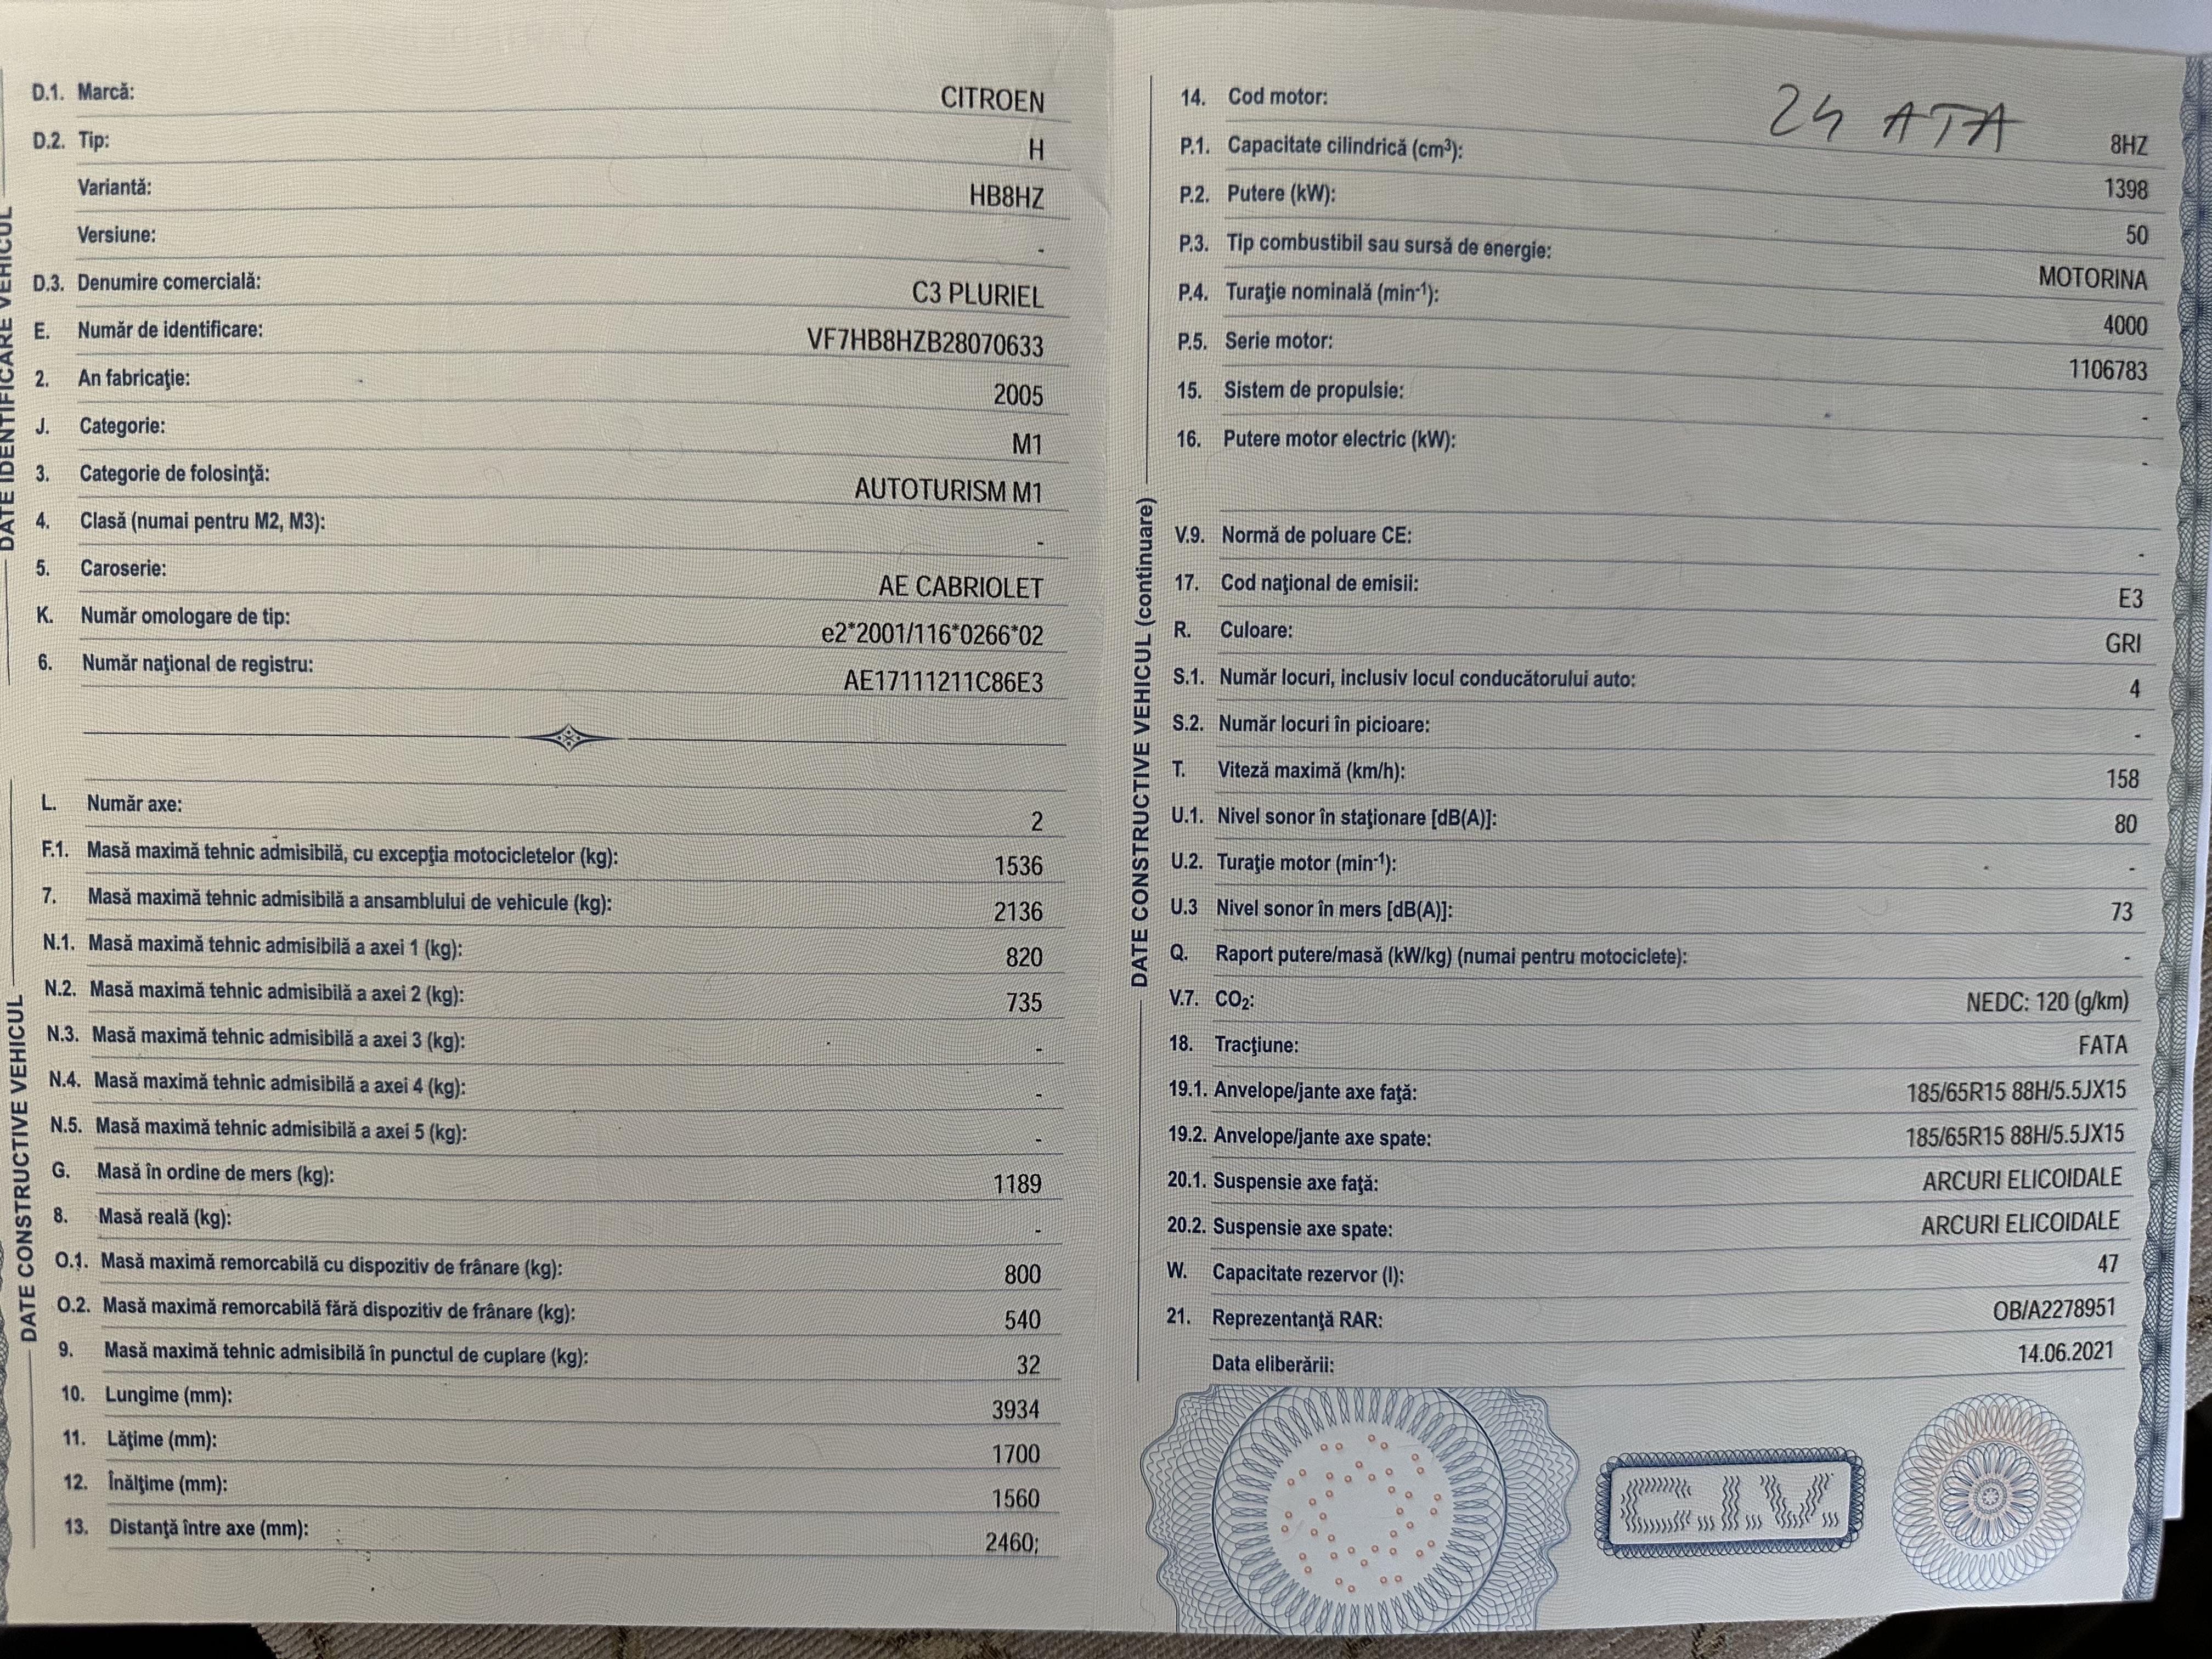 DATE IDENTIFICARE VEHICUL
D.1. Marcă: CITROEN
D.2. Tip: H
Variantă: HB8HZ
Versiune: -
D.3. Denumire comercială: C3 PLURIEL
E. Număr de identificare: VF7HB8HZB28070633
2. An fabricaţie: 2005
J. Categorie: M1
3. Categorie de folosinţă: AUTOTURISM M1
4. Clasă (numai pentru M2, M3): -
5. Caroserie: AE CABRIOLET
K. Număr omologare de tip: e2*2001/116*0266*02
6. Număr naţional de registru: AE17111211C86E3
DATE CONSTRUCTIVE VEHICUL
L. Număr axe: 2
F.1. Masă maximă tehnic admisibilă, cu excepţia motocicletelor (kg): 1536
7. Masă maximă tehnic admisibilă a ansamblului de vehicule (kg): 2136
N.1. Masă maximă tehnic admisibilă a axei 1 (kg): 820
N.2. Masă maximă tehnic admisibilă a axei 2 (kg): 735
N.3. Masă maximă tehnic admisibilă a axei 3 (kg): -
N.4. Masă maximă tehnic admisibilă a axei 4 (kg): -
N.5. Masă maximă tehnic admisibilă a axei 5 (kg): -
G. Masă în ordine de mers (kg): 1189
8. Masă reală (kg): -
O.1. Masă maximă remorcabilă cu dispozitiv de frânare (kg): 800
O.2. Masă maximă remorcabilă fără dispozitiv de frânare (kg): 540
9. Masă maximă tehnic admisibilă în punctul de cuplare (kg): 32
10. Lungime (mm): 3934
11. Lăţime (mm): 1700
12. Înălţime (mm): 1560
13. Distanţă între axe (mm): 2460;
DATE CONSTRUCTIVE VEHICUL (continuare)
24 ATA
14. Cod motor: 8HZ
P.1. Capacitate cilindrică (cm³): 1398
P.2. Putere (kW): 50
P.3. Tip combustibil sau sursă de energie: MOTORINA
P.4. Turaţie nominală (min⁻¹): 4000
P.5. Serie motor: 1106783
15. Sistem de propulsie: -
16. Putere motor electric (kW): -
V.9. Normă de poluare CE: -
17. Cod naţional de emisii: E3
R. Culoare: GRI
S.1. Număr locuri, inclusiv locul conducătorului auto: 4
S.2. Număr locuri în picioare: -
T. Viteză maximă (km/h): 158
U.1. Nivel sonor în staţionare [dB(A)]: 80
U.2. Turaţie motor (min⁻¹): -
U.3 Nivel sonor în mers [dB(A)]: 73
Q. Raport putere/masă (kW/kg) (numai pentru motociclete): -
V.7. CO₂: NEDC: 120 (g/km)
18. Tracţiune: FATA
19.1. Anvelope/jante axe faţă: 185/65R15 88H/5.5JX15
19.2. Anvelope/jante axe spate: 185/65R15 88H/5.5JX15
20.1. Suspensie axe faţă: ARCURI ELICOIDALE
20.2. Suspensie axe spate: ARCURI ELICOIDALE
W. Capacitate rezervor (l): 47
21. Reprezentanţă RAR: OB/A2278951
Data eliberării: 14.06.2021
C.I.V.